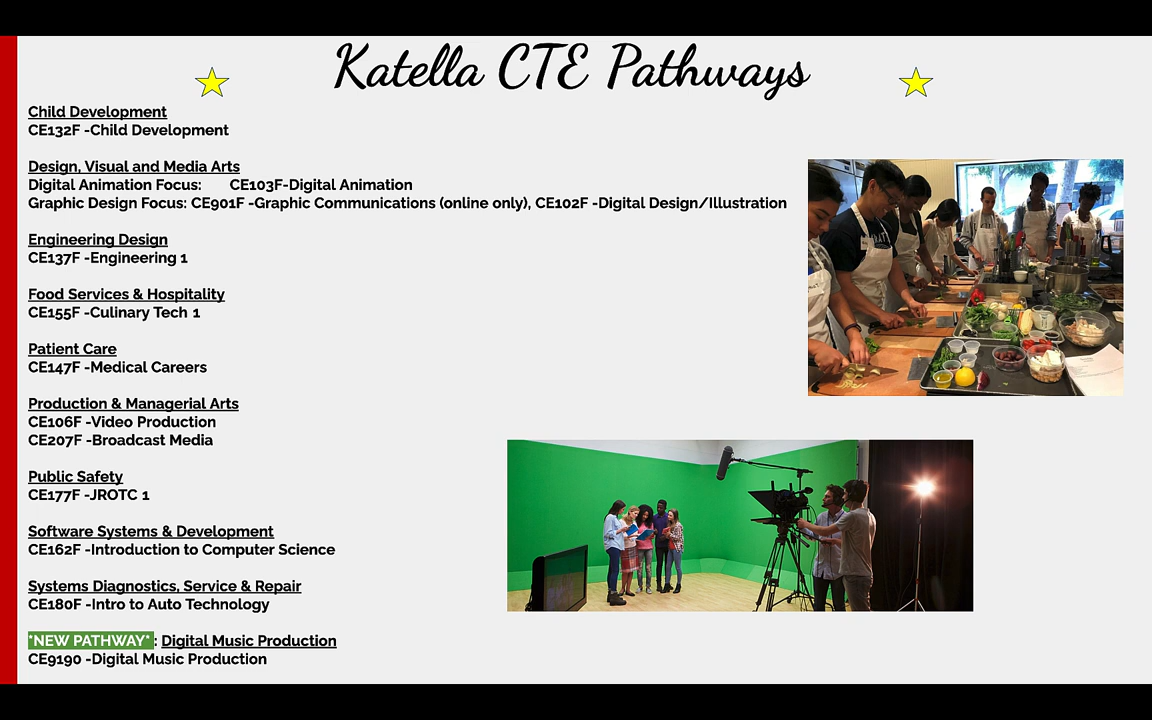 Katella CTE Pathways
Child Development
CE132F -Child Development
Design, Visual and Media Arts
Digital Animation Focus: CE103F-Digital Animation
Graphic Design Focus: CE901F -Graphic Communications (online only), CE102F -Digital Design/Illustration
Engineering Design
CE137F -Engineering 1
Food Services & Hospitality
CE155F -Culinary Tech 1
Patient Care
CE147F -Medical Careers
Production & Managerial Arts
CE106F -Video Production
CE207F -Broadcast Media
Public Safety
CE177F -JROTC 1
Software Systems & Development
CE162F -Introduction to Computer Science
Systems Diagnostics, Service & Repair
CE180F -Intro to Auto Technology
*NEW PATHWAY* : Digital Music Production
CE9190 -Digital Music Production